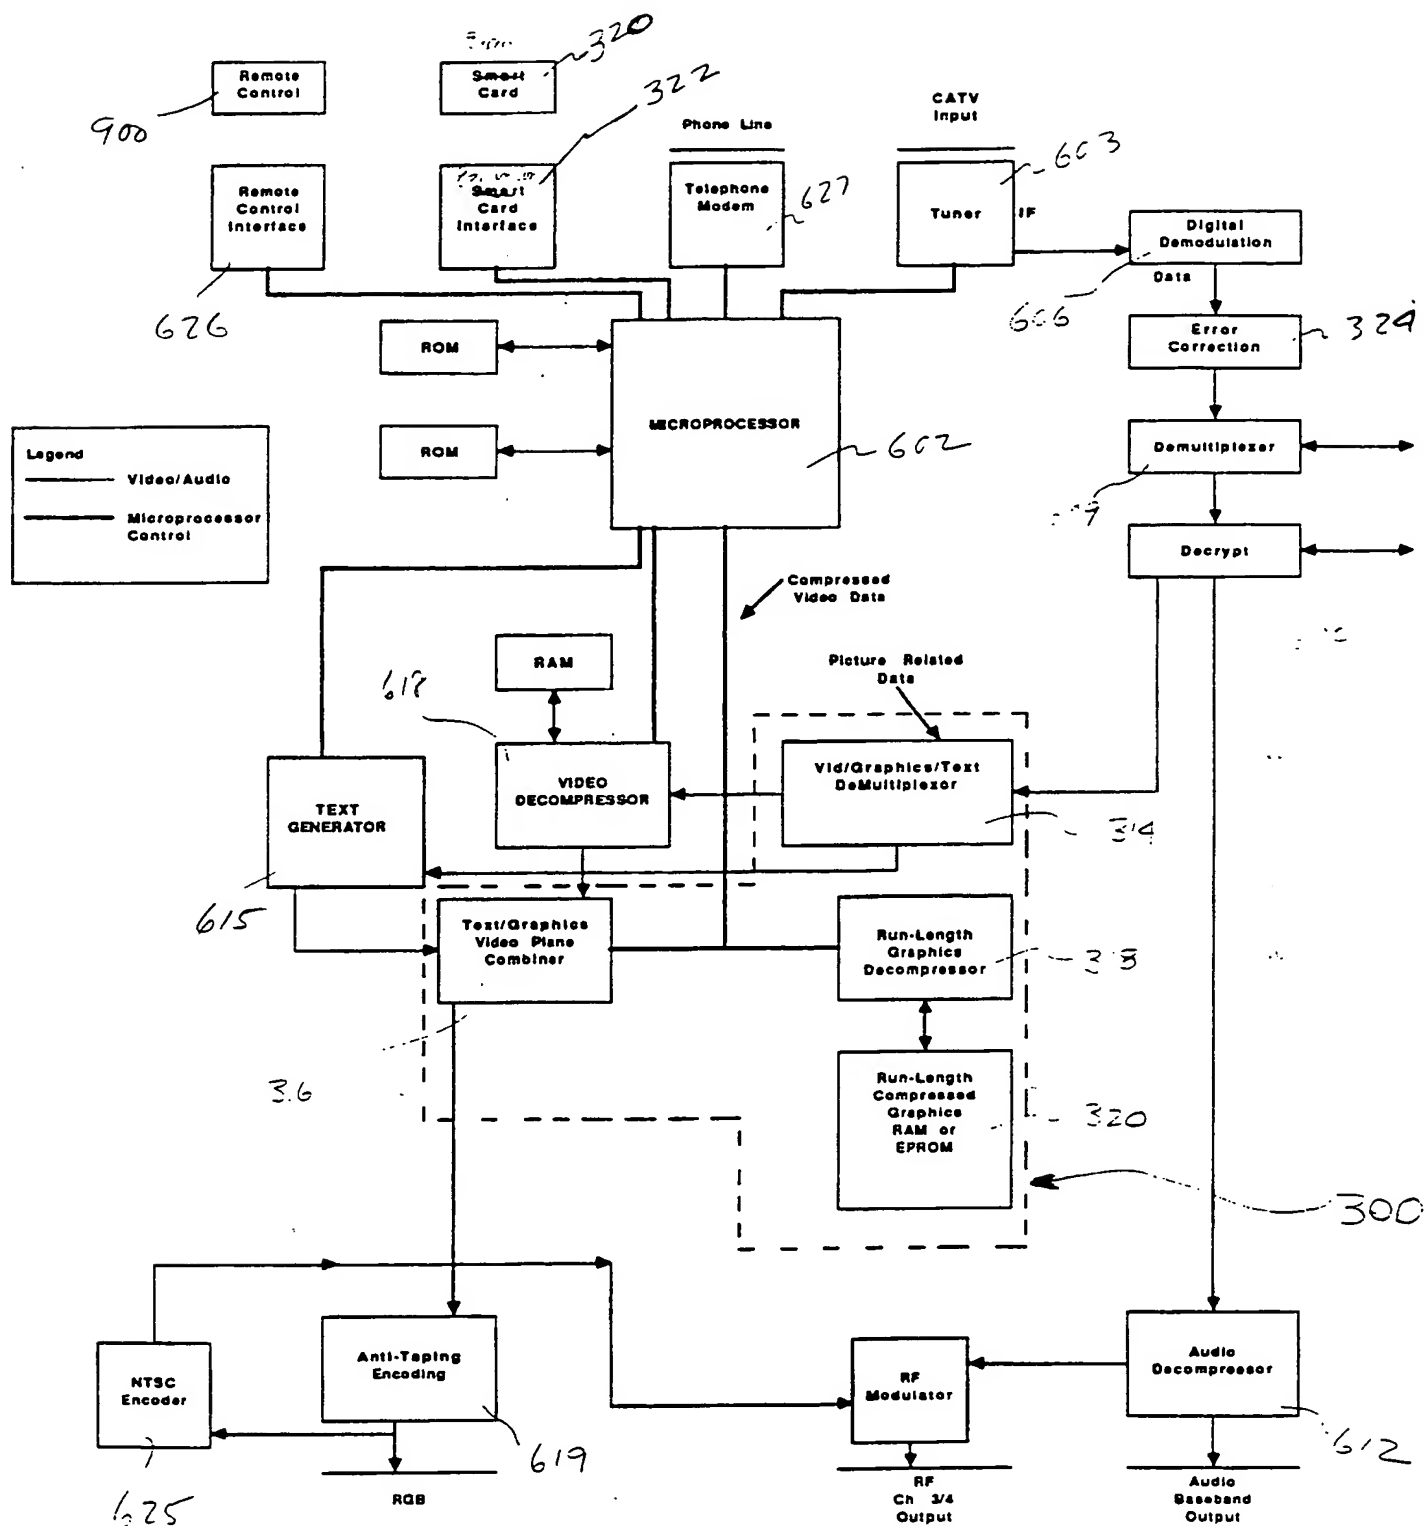 320
Remote
Control
Smart
Card
900
322
CATV
Input
Phone Line
603
Remote
Control
Interface
Smart
Card
Interface
Telephone
Modem
627
Tuner
IF
Digital
Demodulation
Data
626
606
ROM
Error
Correction
324
MICROPROCESSOR
ROM
602
Demultiplexer
Legend
Video/Audio
Microprocessor
Control
Decrypt
Compressed
Video Data
RAM
Picture Related
Data
618
Vid/Graphics/Text
DeMultiplexor
VIDEO
DECOMPRESSOR
TEXT
GENERATOR
314
615
Text/Graphics
Video Plane
Combiner
Run-Length
Graphics
Decompressor
Run-Length
Compressed
Graphics
RAM or
EPROM
320
300
Anti-Taping
Encoding
NTSC
Encoder
RF
Modulator
Audio
Decompressor
619
612
625
RGB
RF
Ch 3/4
Output
Audio
Baseband
Output